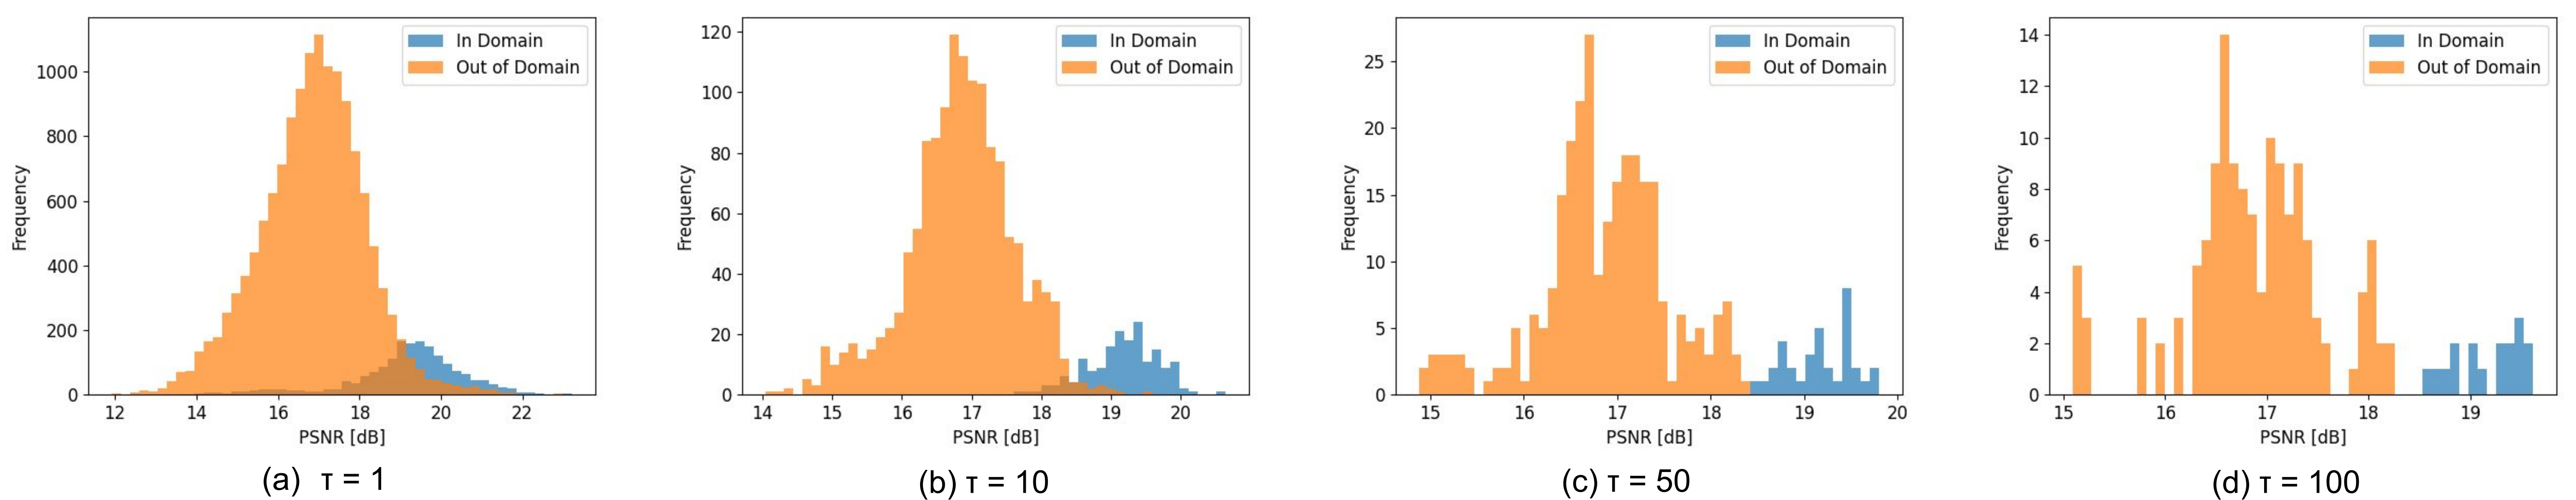 In Domain
Out of Domain
1000
800
600
400
200
0
Frequency
12 14 16 18 20 22
PSNR [dB]
(a) τ = 1
In Domain
Out of Domain
120
100
80
60
40
20
0
Frequency
14 15 16 17 18 19 20
PSNR [dB]
(b) τ = 10
In Domain
Out of Domain
25
20
15
10
5
0
Frequency
15 16 17 18 19 20
PSNR [dB]
(c) τ = 50
In Domain
Out of Domain
14
12
10
8
6
4
2
0
Frequency
15 16 17 18 19
PSNR [dB]
(d) τ = 100